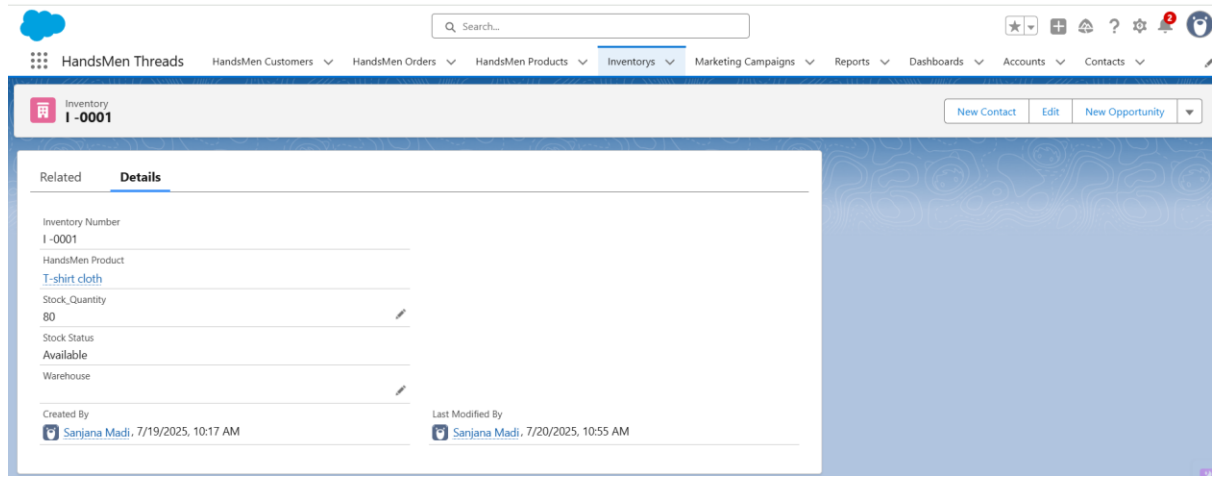 Search...
2
HandsMen Threads HandsMen Customers HandsMen Orders HandsMen Products Inventorys Marketing Campaigns Reports Dashboards Accounts Contacts
Inventory
I -0001
New Contact Edit New Opportunity
Related Details
Inventory Number
I -0001
HandsMen Product
T-shirt cloth
Stock_Quantity
80
Stock Status
Available
Warehouse
Created By Last Modified By
Sanjana Madi, 7/19/2025, 10:17 AM Sanjana Madi, 7/20/2025, 10:55 AM